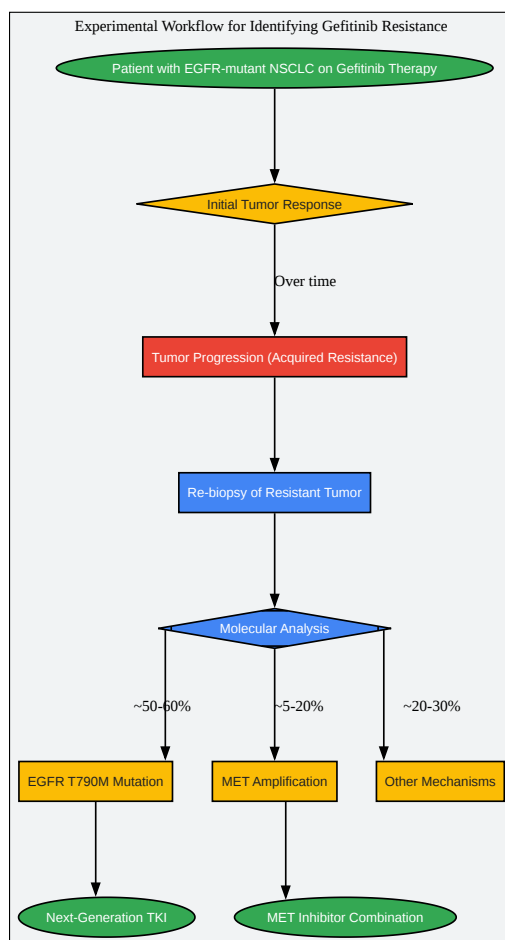 Experimental Workflow for Identifying Gefitinib Resistance
Patient with EGFR-mutant NSCLC on Gefitinib Therapy
Initial Tumor Response
Over time
Tumor Progression (Acquired Resistance)
Re-biopsy of Resistant Tumor
Molecular Analysis
~50-60%
~5-20%
~20-30%
EGFR T790M Mutation
MET Amplification
Other Mechanisms
Next-Generation TKI
MET Inhibitor Combination